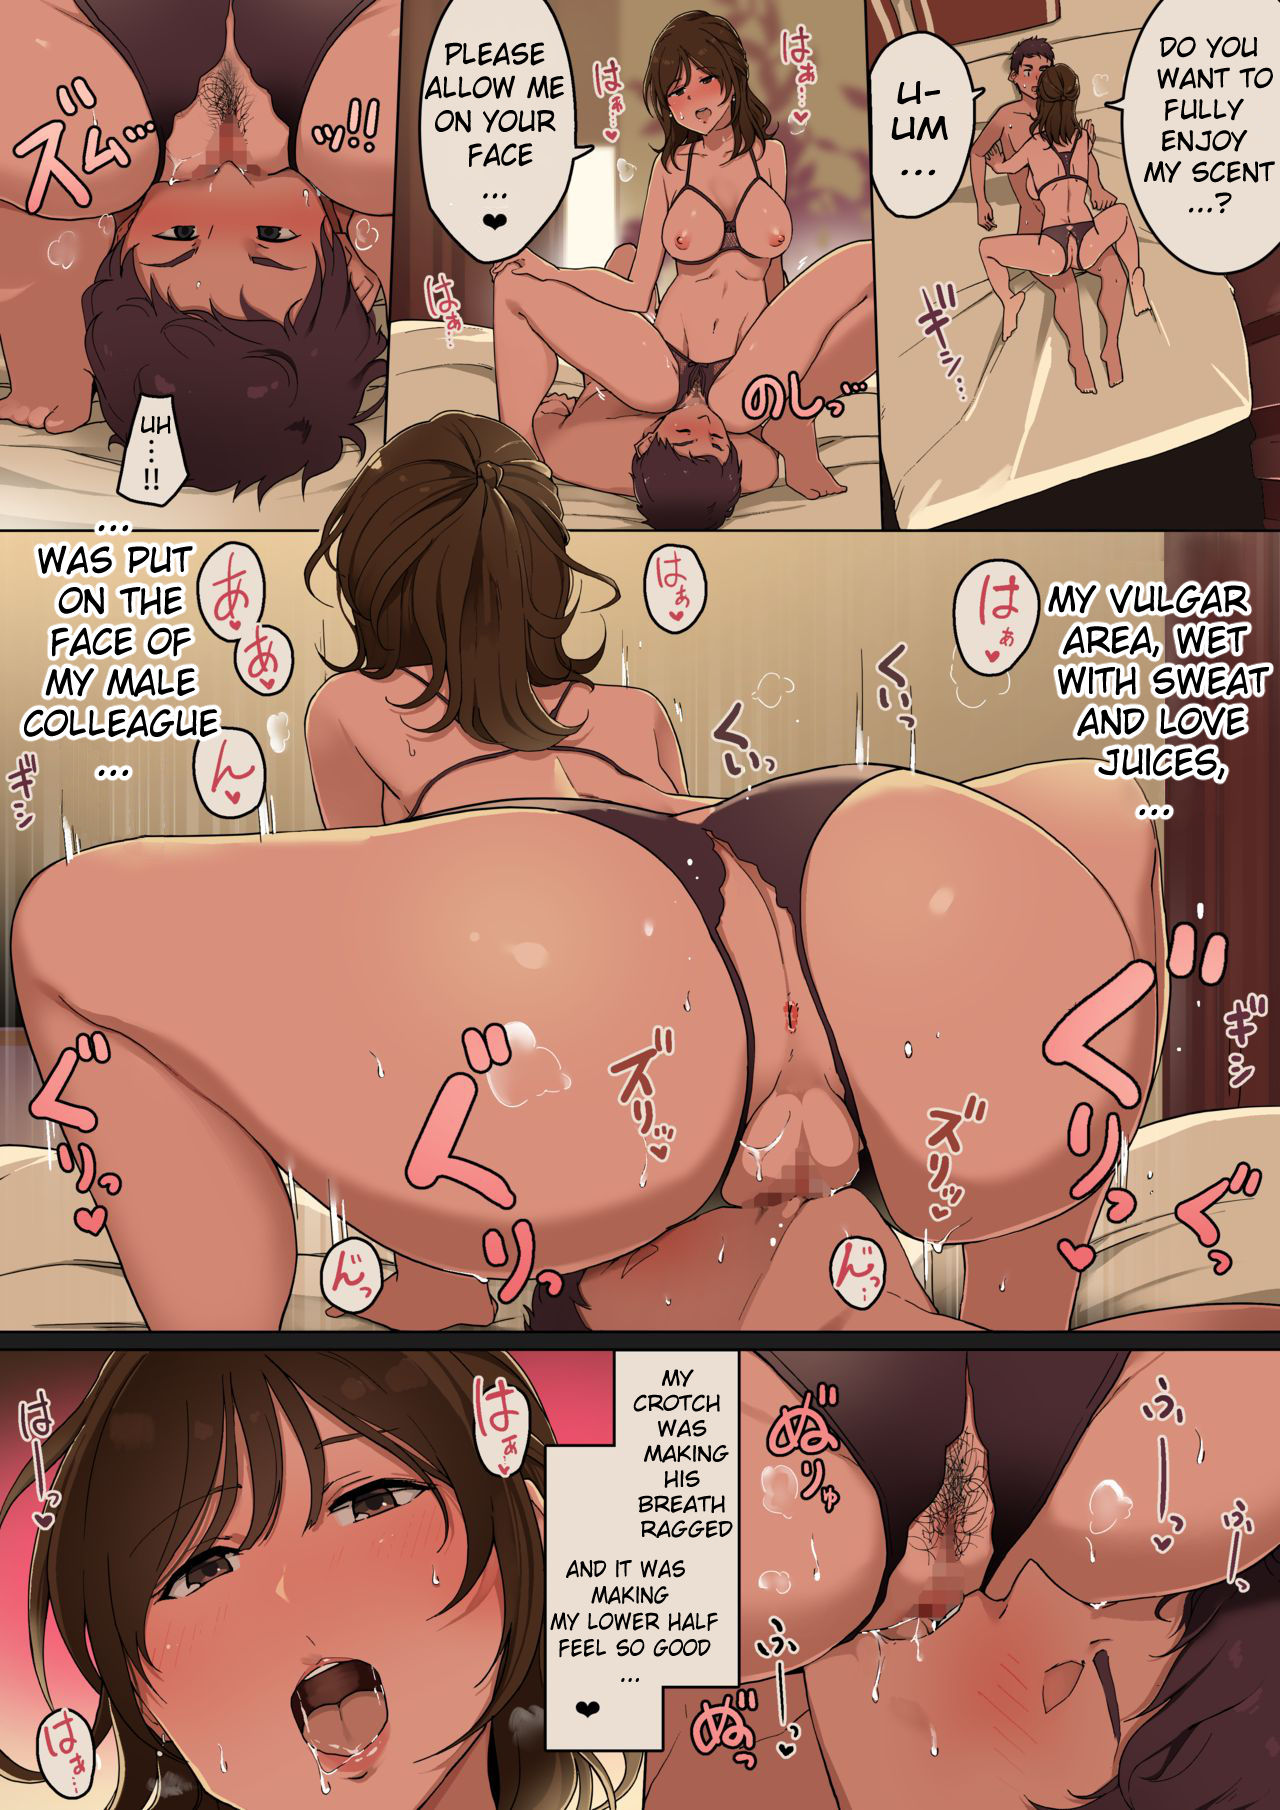 DO YOU
WANT TO
FULLY
ENJOY
MY SCENT
...?
U-
UM
...
ギシ…
PLEASE
ALLOW ME
ON YOUR
FACE
...
♥
はぁ…♥
はぁ…♥
はぁ…
のしっ…
ズム…
ッ!!
UH
...!!
MY VULGAR
AREA, WET
WITH SWEAT
AND LOVE
JUICES,
...
...
WAS PUT
ON THE
FACE OF
MY MALE
COLLEAGUE
...
はぁ♥
はぁ♥
あ♥
あ♥
ん♥
くいっ
くいっ
ギシ
ギシ
ズリッ♥
ズリッ♥
ぐりっ♥
ぐりっ
んっ…
んっ…
MY
CROTCH
WAS
MAKING
HIS
BREATH
RAGGED
AND IT WAS
MAKING
MY LOWER HALF
FEEL SO GOOD
...
♥
ぬりゅ
ふーっ♥
ふーっ
ふーっ♥
ぬっ
はぁ…♥
はーっ♥
はぁ…